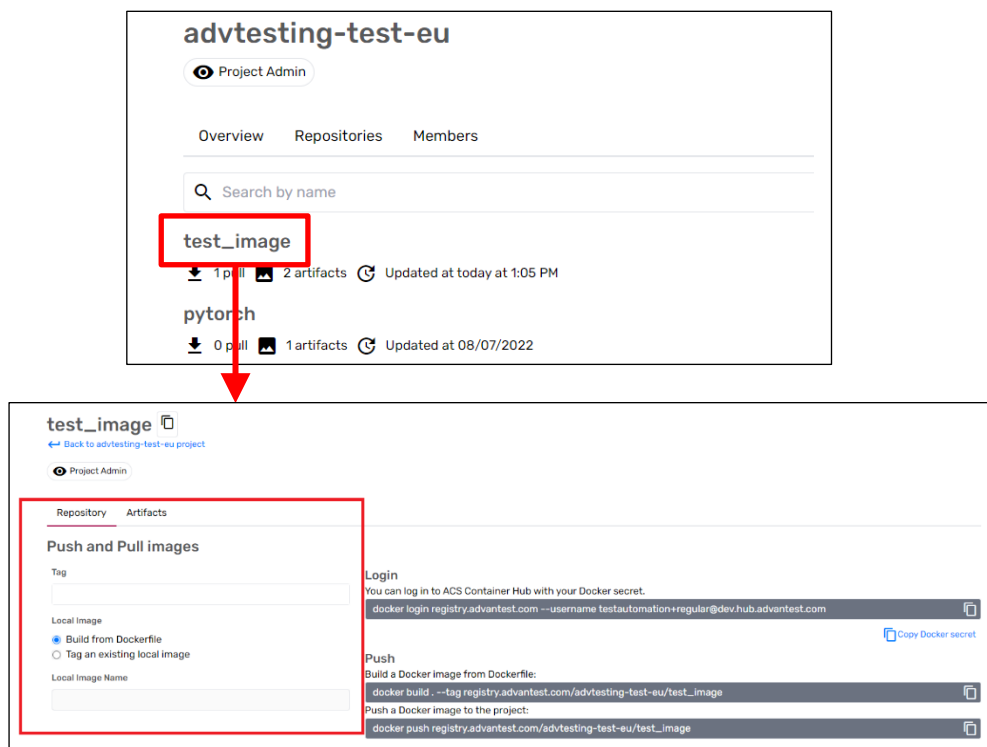 advtesting-test-eu
Project Admin
Overview Repositories Members
Search by name
test_image
1 pull 2 artifacts Updated at today at 1:05 PM
pytorch
0 pull 1 artifacts Updated at 08/07/2022
test_image
Back to advtesting-test-eu project
Project Admin
Repository Artifacts
Push and Pull images
Tag
Local Image
Build from Dockerfile
Tag an existing local image
Local Image Name
Login
You can log in to ACS Container Hub with your Docker secret.
docker login registry.advantest.com --username testautomation+regular@dev.hub.advantest.com
Copy Docker secret
Push
Build a Docker image from Dockerfile:
docker build . --tag registry.advantest.com/advtesting-test-eu/test_image
Push a Docker image to the project:
docker push registry.advantest.com/advtesting-test-eu/test_image